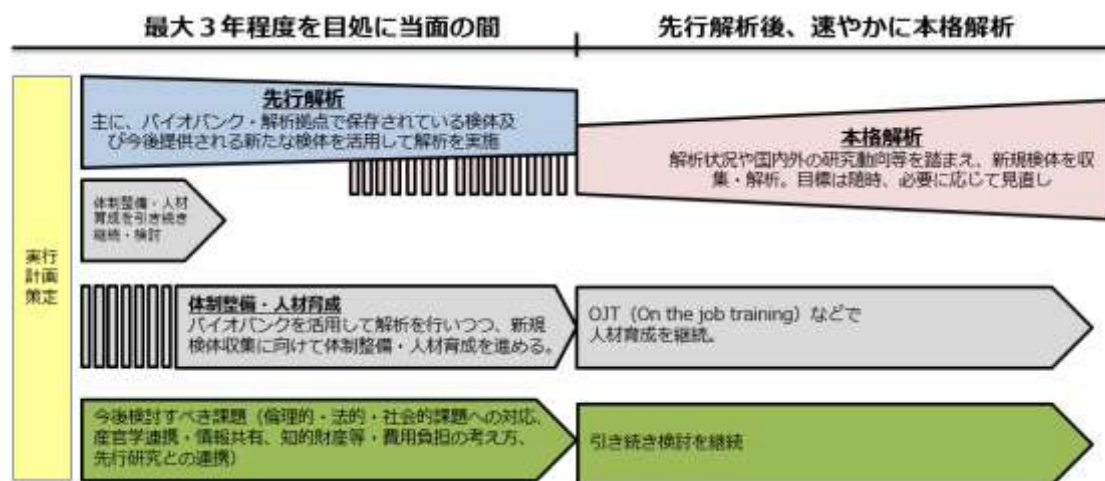 最大3年程度を目処に当面の間
先行解析後、速やかに本格解析
実行
計画
策定
先行解析
主に、バイオバンク・解析拠点で保存されている検体及
び今後提供される新たな検体を活用して解析を実施
本格解析
解析状況や国内外の研究動向等を踏まえ、新規検体を収
集・解析。目標は随時、必要に応じて見直し
体制整備・人材
育成を引き続き
継続・検討
体制整備・人材育成
バイオバンクを活用して解析を行いつつ、新規
検体収集に向けて体制整備・人材育成を進める。
OJT（On the job training）などで
人材育成を継続。
今後検討すべき課題（倫理的・法的・社会的課題への対応、
産官学連携・情報共有、知的財産等・費用負担の考え方、
先行研究との連携）
引き続き検討を継続